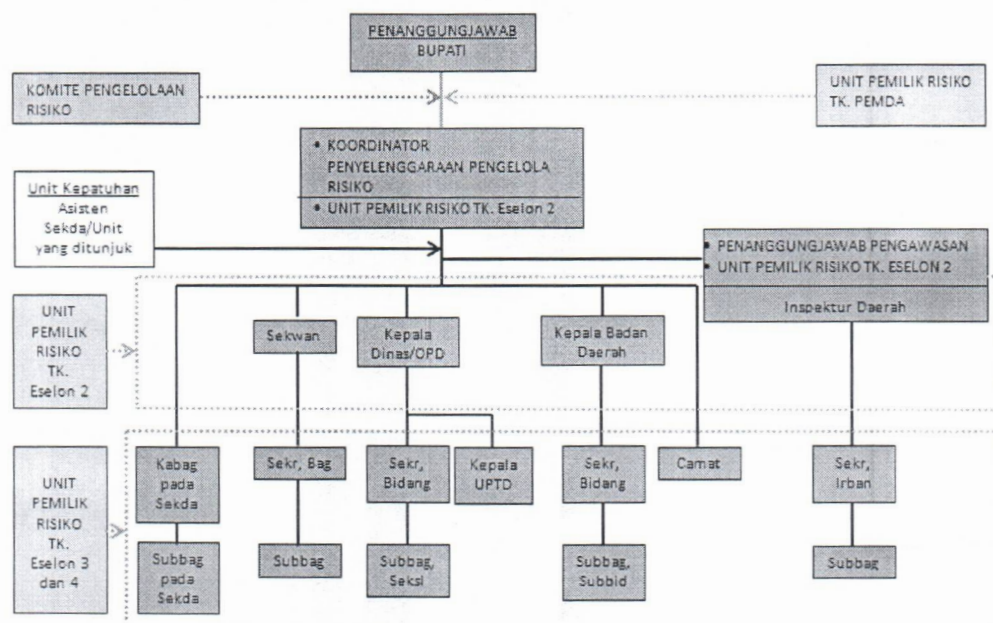 PENANGGUNGJAWAB
BUPATI
KOMITE PENGELOLAAN
RISIKO
UNIT PEMILIK RISIKO
TK. PEMDA
• KOORDINATOR
PENYELENGGARAAN PENGELOLA
RISIKO
• UNIT PEMILIK RISIKO TK. Eselon 2
Unit Kepatuhan
Asisten
Sekda/Unit
yang ditunjuk
• PENANGGUNGJAWAB PENGAWASAN
• UNIT PEMILIK RISIKO TK. ESELON 2
Inspektur Daerah
UNIT
PEMILIK
RISIKO
TK.
Eselon 2
Sekwan
Kepala
Dinas/OPD
Kepala Badan
Daerah
UNIT
PEMILIK
RISIKO
TK.
Eselon 3
dan 4
Kabag
pada
Sekda
Sekr, Bag
Sekr,
Bidang
Kepala
UPTD
Sekr,
Bidang
Camat
Sekr,
Irban
Subbag
pada
Sekda
Subbag
Subbag,
Seksi
Subbag,
Subbid
Subbag